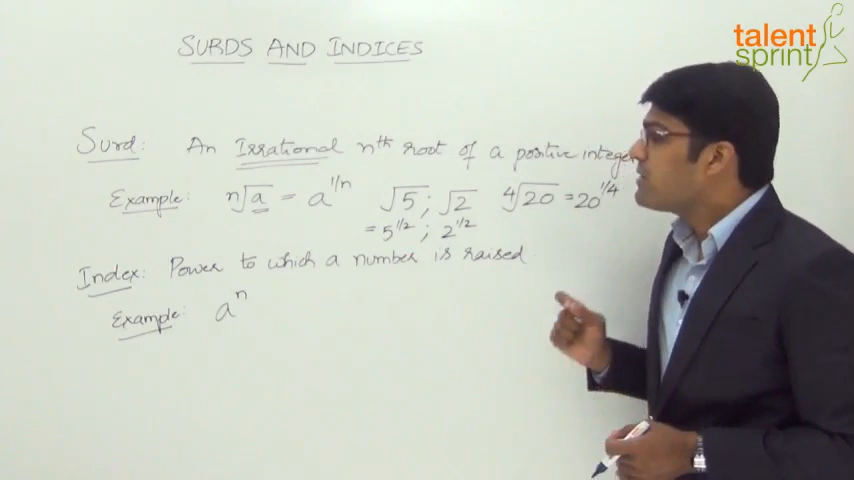 talent
sprint
SURDS AND INDICES
Surd: An Irrational nth root of a positive integer
Example: ⁿ√a = a^1/n √5 ; √2 ⁴√20 = 20^1/4
= 5^1/2 ; 2^1/2
Index: Power to which a number is raised
Example: aⁿ